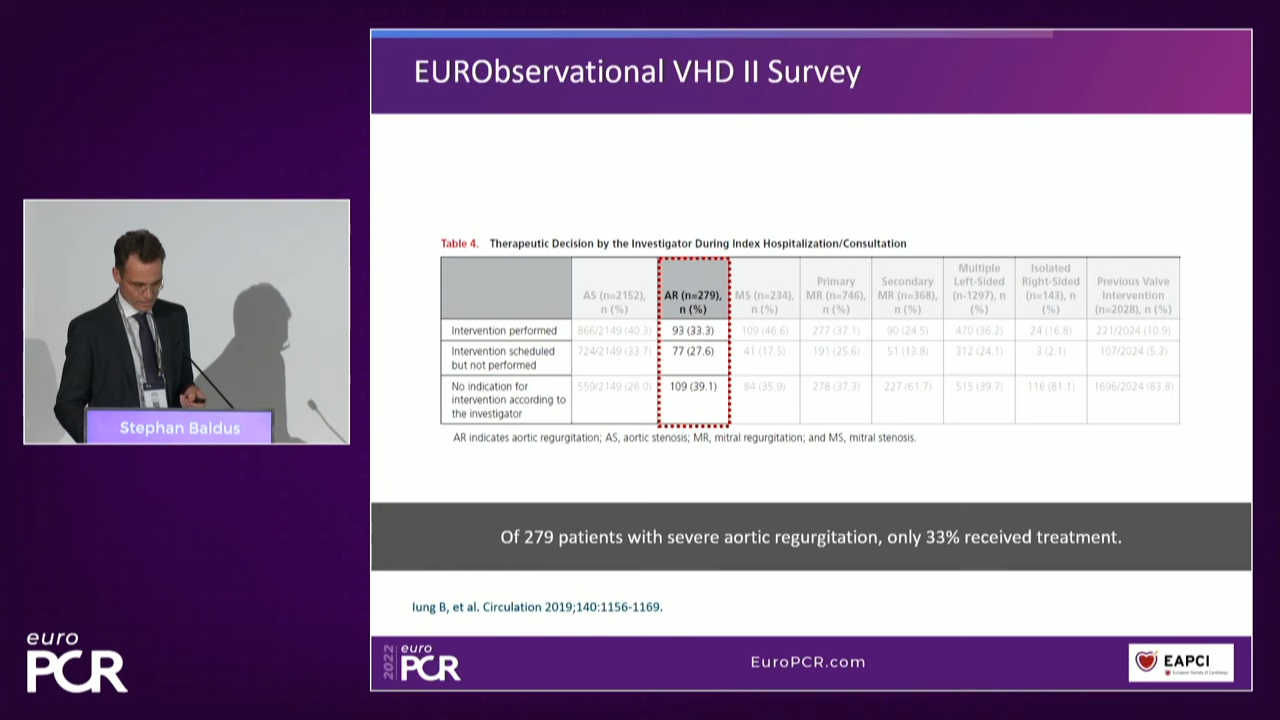 EURObservational VHD II Survey
Table 4. Therapeutic Decision by the Investigator During Index Hospitalization/Consultation
AS (n=2152), n (%)
AR (n=279), n (%)
MS (n=234), n (%)
Primary MR (n=746), n (%)
Secondary MR (n=368), n (%)
Multiple Left-Sided (n-1297), n (%)
Isolated Right-Sided (n=143), n (%)
Previous Valve Intervention (n=2028), n (%)
Intervention performed 866/2149 (40.3) 93 (33.3) 109 (46.6) 277 (37.1) 90 (24.5) 470 (36.2) 24 (16.8) 221/2024 (10.9)
Intervention scheduled but not performed 724/2149 (33.7) 77 (27.6) 41 (17.5) 191 (25.6) 51 (13.8) 312 (24.1) 3 (2.1) 107/2024 (5.3)
No indication for intervention according to the investigator 559/2149 (26.0) 109 (39.1) 84 (35.9) 278 (37.3) 227 (61.7) 515 (39.7) 116 (81.1) 1696/2024 (83.8)
AR indicates aortic regurgitation; AS, aortic stenosis; MR, mitral regurgitation; and MS, mitral stenosis.
Of 279 patients with severe aortic regurgitation, only 33% received treatment.
Iung B, et al. Circulation 2019;140:1156-1169.
Stephan Baldus
euro
PCR
2022
euro
PCR
EuroPCR.com
EAPCI
European Society of Cardiology